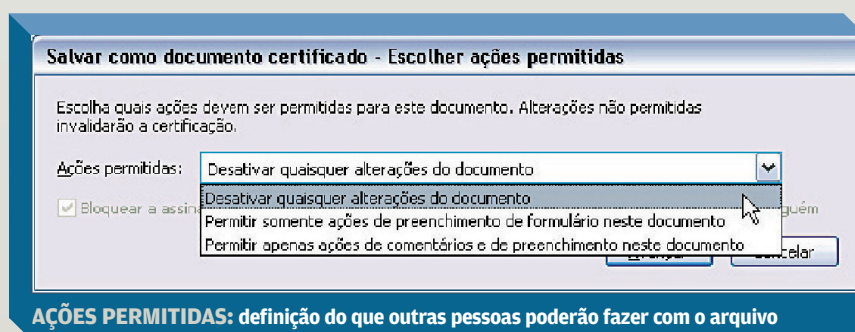 Salvar como documento certificado - Escolher ações permitidas
Escolha quais ações devem ser permitidas para este documento. Alterações não permitidas
invalidarão a certificação.
Ações permitidas: Desativar quaisquer alterações do documento
Desativar quaisquer alterações do documento
Bloquear a
Permitir somente ações de preenchimento de formulário neste documento
Permitir apenas ações de comentários e de preenchimento neste documento
AÇÕES PERMITIDAS: definição do que outras pessoas poderão fazer com o arquivo